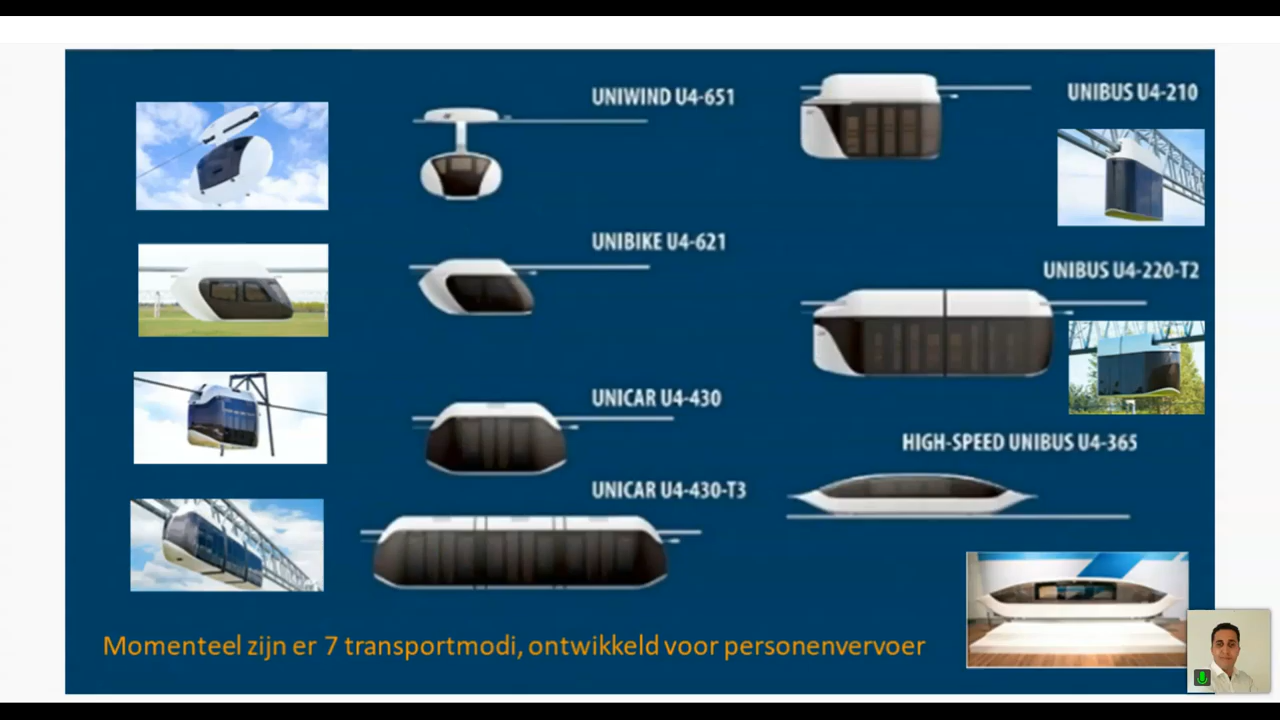 UNIWIND U4-651
UNIBUS U4-210
UNIBIKE U4-621
UNIBUS U4-220-T2
UNICAR U4-430
HIGH-SPEED UNIBUS U4-365
UNICAR U4-430-T3
Momenteel zijn er 7 transportmodi, ontwikkeld voor personenvervoer